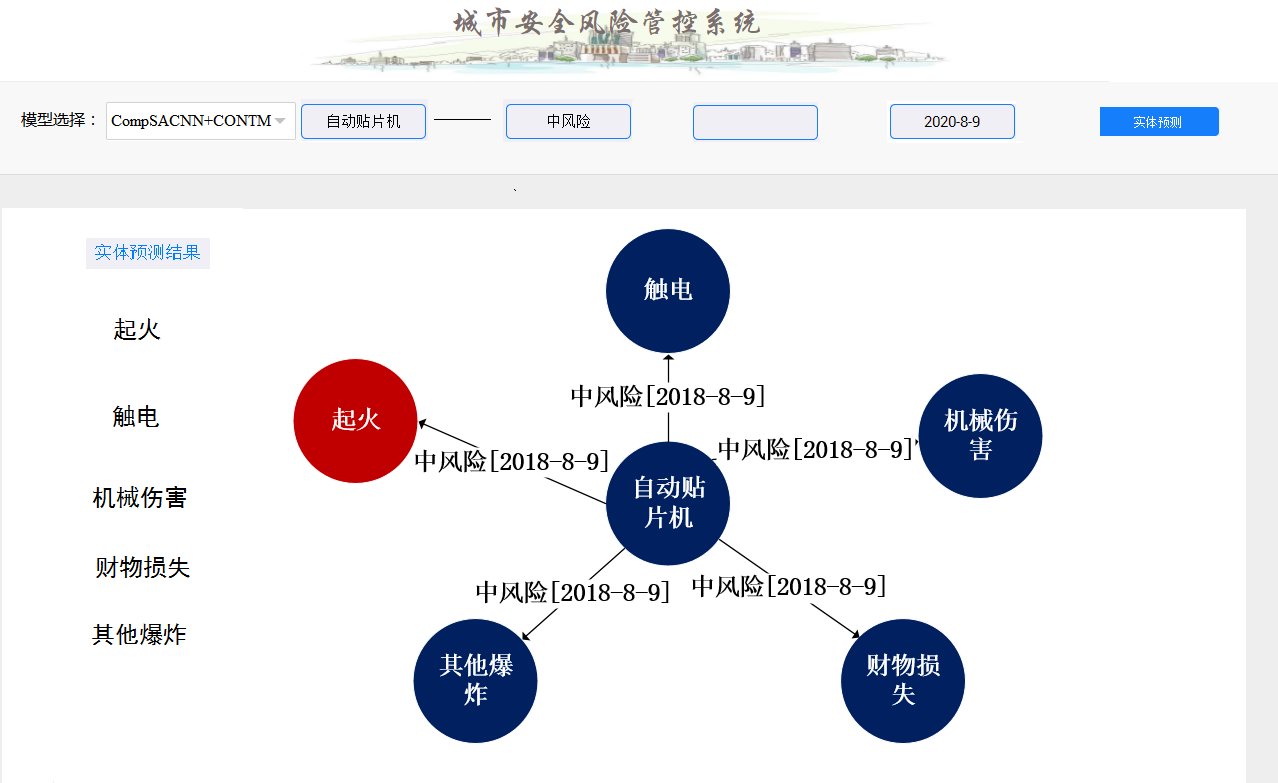 城市安全风险管控系统
模型选择：
CompSACNN+CONTM
自动贴片机
中风险
2020-8-9
实体预测
、
实体预测结果
起火
触电
机械伤害
财物损失
其他爆炸
触电
中风险[2018-8-9]
起火
机械伤
害
中风险[2018-8-9]
中风险[2018-8-9]
自动贴
片机
中风险[2018-8-9]
中风险[2018-8-9]
其他爆
炸
财物损
失